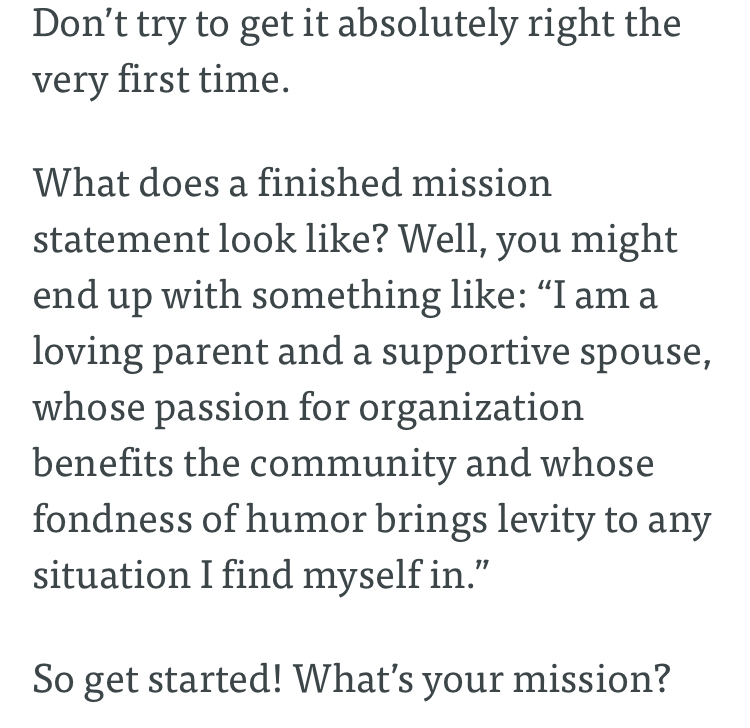 Don’t try to get it absolutely right the
very first time.
What does a finished mission
statement look like? Well, you might
end up with something like: “I am a
loving parent and a supportive spouse,
whose passion for organization
benefits the community and whose
fondness of humor brings levity to any
situation I find myself in.”
So get started! What’s your mission?